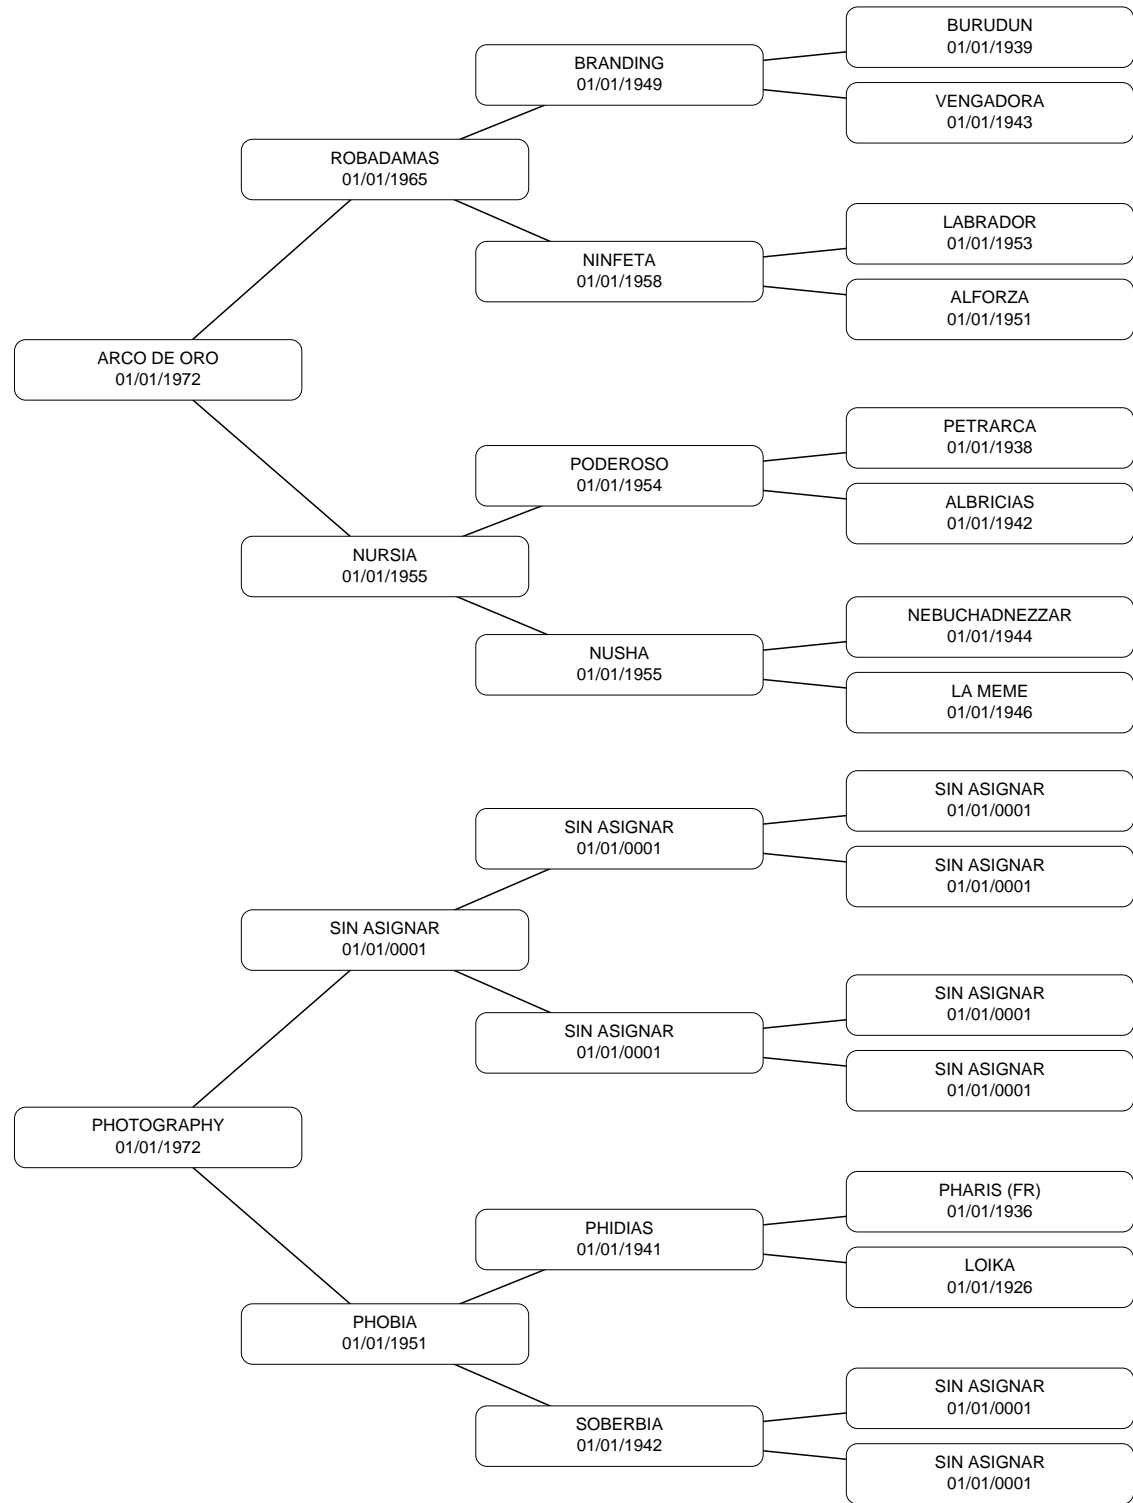 BURUDUN
01/01/1939
BRANDING
01/01/1949
VENGADORA
01/01/1943
ROBADAMAS
01/01/1965
LABRADOR
01/01/1953
NINFETA
01/01/1958
ALFORZA
01/01/1951
ARCO DE ORO
01/01/1972
PETRARCA
01/01/1938
PODEROSO
01/01/1954
ALBRICIAS
01/01/1942
NURSIA
01/01/1955
NEBUCHADNEZZAR
01/01/1944
NUSHA
01/01/1955
LA MEME
01/01/1946
SIN ASIGNAR
01/01/0001
SIN ASIGNAR
01/01/0001
SIN ASIGNAR
01/01/0001
SIN ASIGNAR
01/01/0001
SIN ASIGNAR
01/01/0001
SIN ASIGNAR
01/01/0001
SIN ASIGNAR
01/01/0001
PHOTOGRAPHY
01/01/1972
PHARIS (FR)
01/01/1936
PHIDIAS
01/01/1941
LOIKA
01/01/1926
PHOBIA
01/01/1951
SIN ASIGNAR
01/01/0001
SOBERBIA
01/01/1942
SIN ASIGNAR
01/01/0001